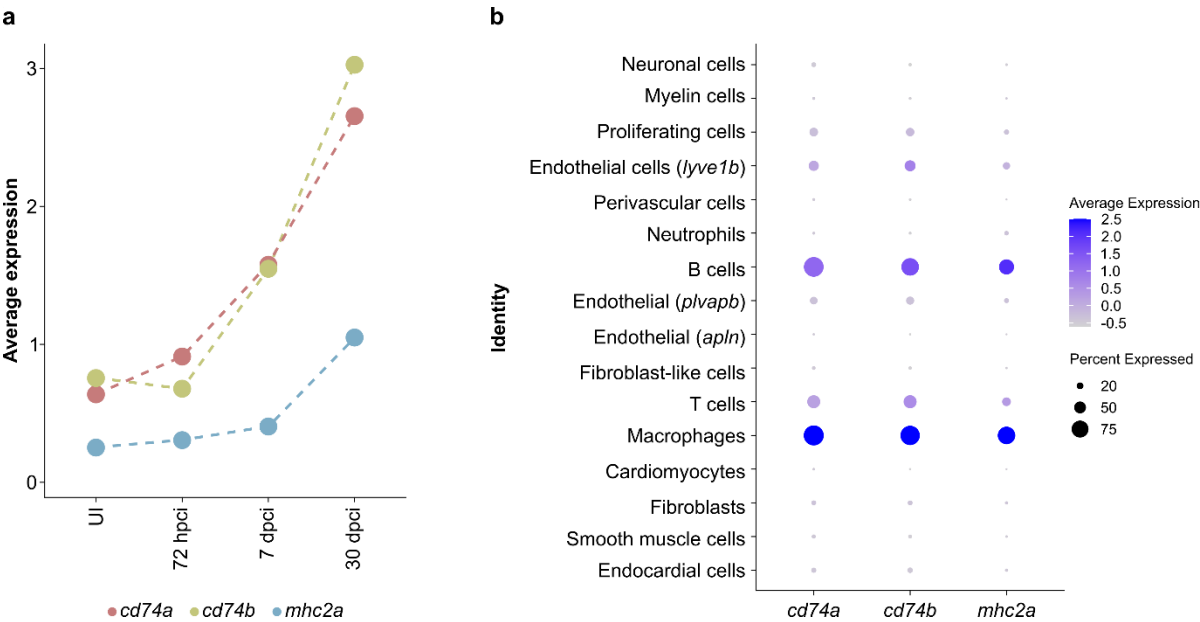 a
Average expression
3
2
1
0
UI
72 hpci
7 dpci
30 dpci
cd74a cd74b mhc2a
b
Identity
Neuronal cells
Myelin cells
Proliferating cells
Endothelial cells (lyve1b)
Perivascular cells
Neutrophils
B cells
Endothelial (plvapb)
Endothelial (apln)
Fibroblast-like cells
T cells
Macrophages
Cardiomyocytes
Fibroblasts
Smooth muscle cells
Endocardial cells
cd74a cd74b mhc2a
Average Expression
2.5
2.0
1.5
1.0
0.5
0.0
-0.5
Percent Expressed
20
50
75